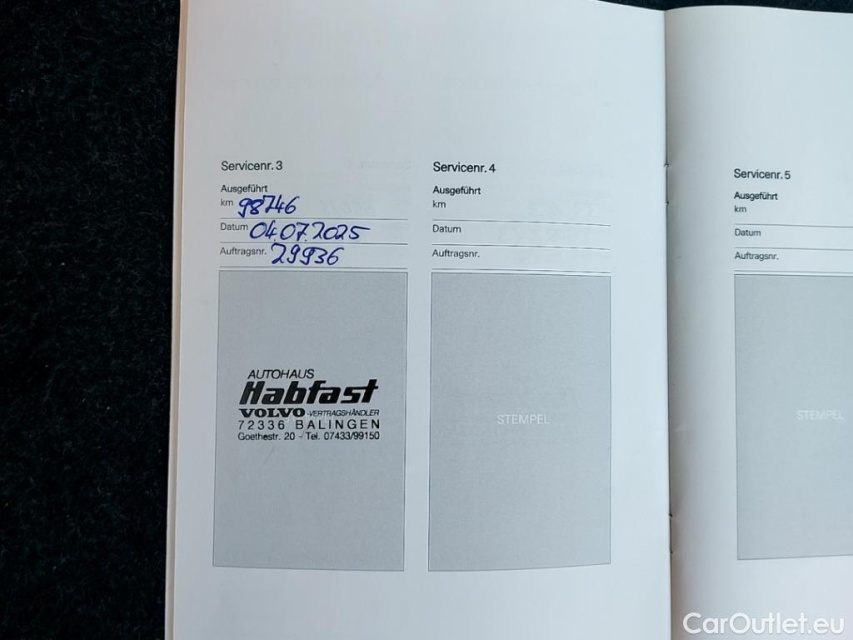 Servicenr. 3
Ausgeführt
km 98746
Datum 04.07.2025
Auftragsnr. 29936
AUTOHAUS
Habfast
VOLVO -VERTRAGSHÄNDLER
72336 BALINGEN
Goethestr. 20 - Tel. 07433/99150
Servicenr. 4
Ausgeführt
km
Datum
Auftragsnr.
STEMPEL
Servicenr. 5
Ausgeführt
km
Datum
Auftragsnr.
STEMPEL
CarOutlet.eu